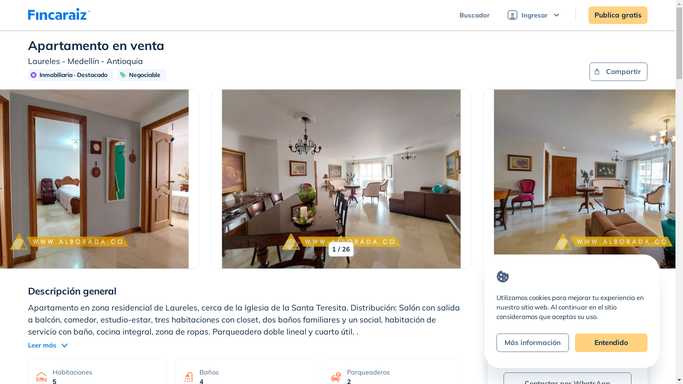 Fincaraiz
Buscador
Ingresar
Publica gratis
Apartamento en venta
Laureles - Medellín - Antioquia
Inmobiliaria - Destacado
Negociable
Compartir
WWW.ALBORADA.CO
WWW.ALBORADA.CO
WWW.ALBORADA.CO
1 / 26
Descripción general
Apartamento en zona residencial de Laureles, cerca de la Iglesia de la Santa Teresita. Distribución: Salón con salida
a balcón, comedor, estudio-estar, tres habitaciones con closet, dos baños familiares y un social, habitación de
servicio con baño, cocina integral, zona de ropas. Parqueadero doble lineal y cuarto útil. .
Leer más
Habitaciones
5
Baños
4
Parqueaderos
2
Utilizamos cookies para mejorar tu experiencia en
nuestro sitio web. Al continuar en el sitio
consideramos que aceptas su uso.
Más información
Entendido
Contactar por WhatsApp